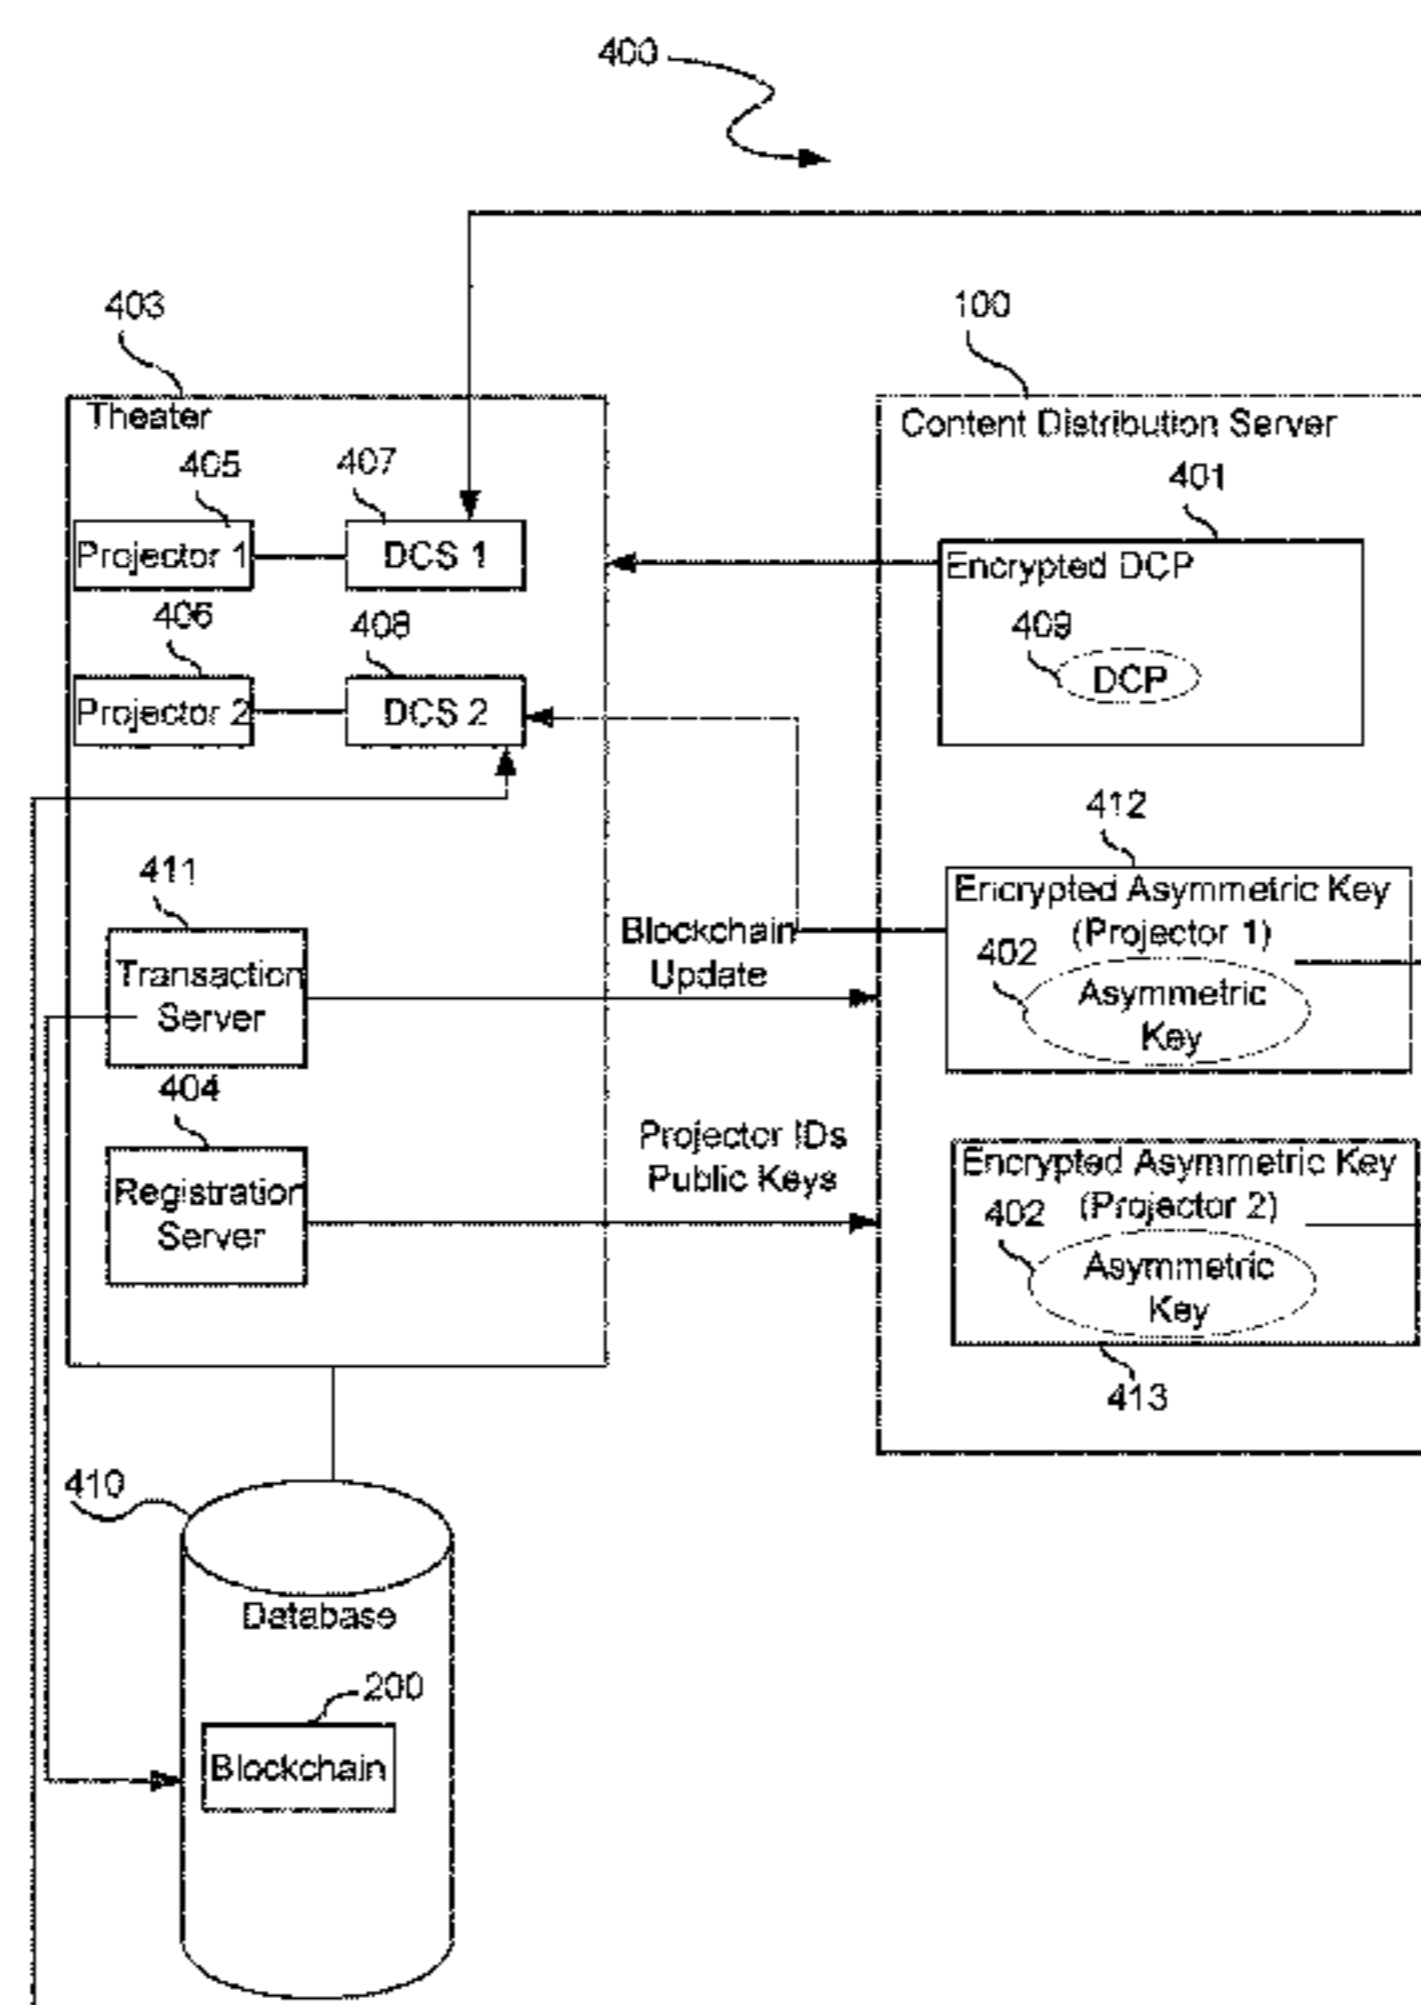 400
403
100
Theater
Content Distribution Server
405
407
401
Projector 1
DCS 1
Encrypted DCP
406
408
409
DCP
Projector 2
DCS 2
412
411
Encrypted Asymmetric Key
(Projector 1)
Blockchain
Update
402
Transaction
Server
Asymmetric
Key
404
Projector IDs
Public Keys
Encrypted Asymmetric Key
(Projector 2)
Registration
Server
402
Asymmetric
Key
413
410
Database
200
Blockchain